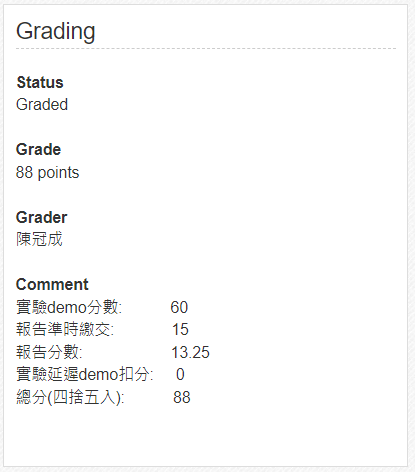 Grading
Status
Graded
Grade
88 points
Grader
陳冠成
Comment
實驗demo分數: 60
報告準時繳交: 15
報告分數: 13.25
實驗延遲demo扣分: 0
總分(四捨五入): 88